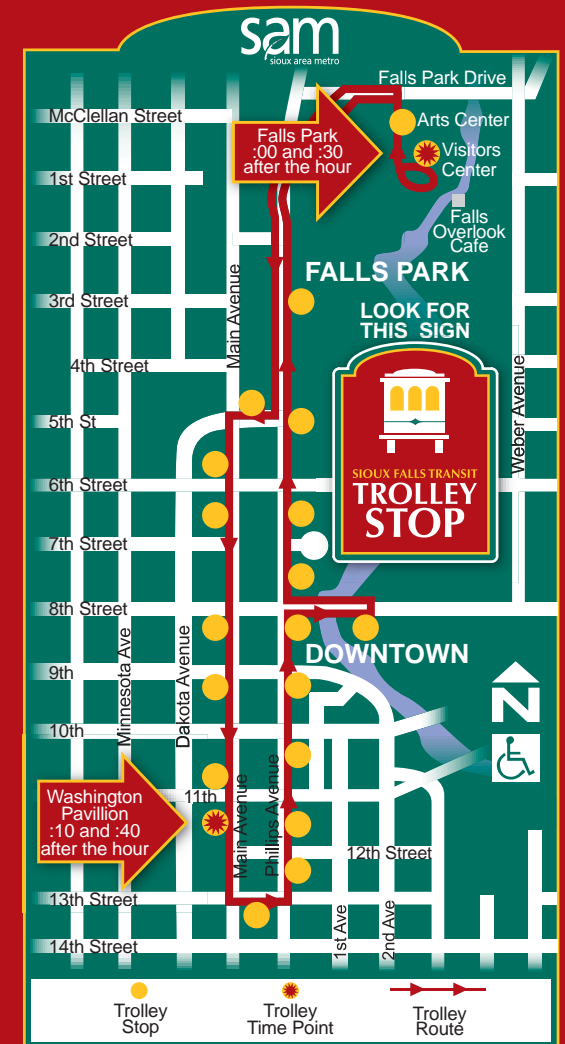 sam
sioux area metro
Falls Park Drive
McClellan Street
Arts Center
Falls Park
:00 and :30
after the hour
Visitors
Center
1st Street
Falls
Overlook
Cafe
2nd Street
FALLS PARK
3rd Street
LOOK FOR
THIS SIGN
Main Avenue
4th Street
Weber Avenue
5th St
SIOUX FALLS TRANSIT
TROLLEY
STOP
6th Street
7th Street
8th Street
DOWNTOWN
Minnesota Ave
Dakota Avenue
9th
N
10th
Washington
Pavillion
:10 and :40
after the hour
11th
Main Avenue
Phillips Avenue
12th Street
13th Street
1st Ave
2nd Ave
14th Street
Trolley
Stop
Trolley
Time Point
Trolley
Route